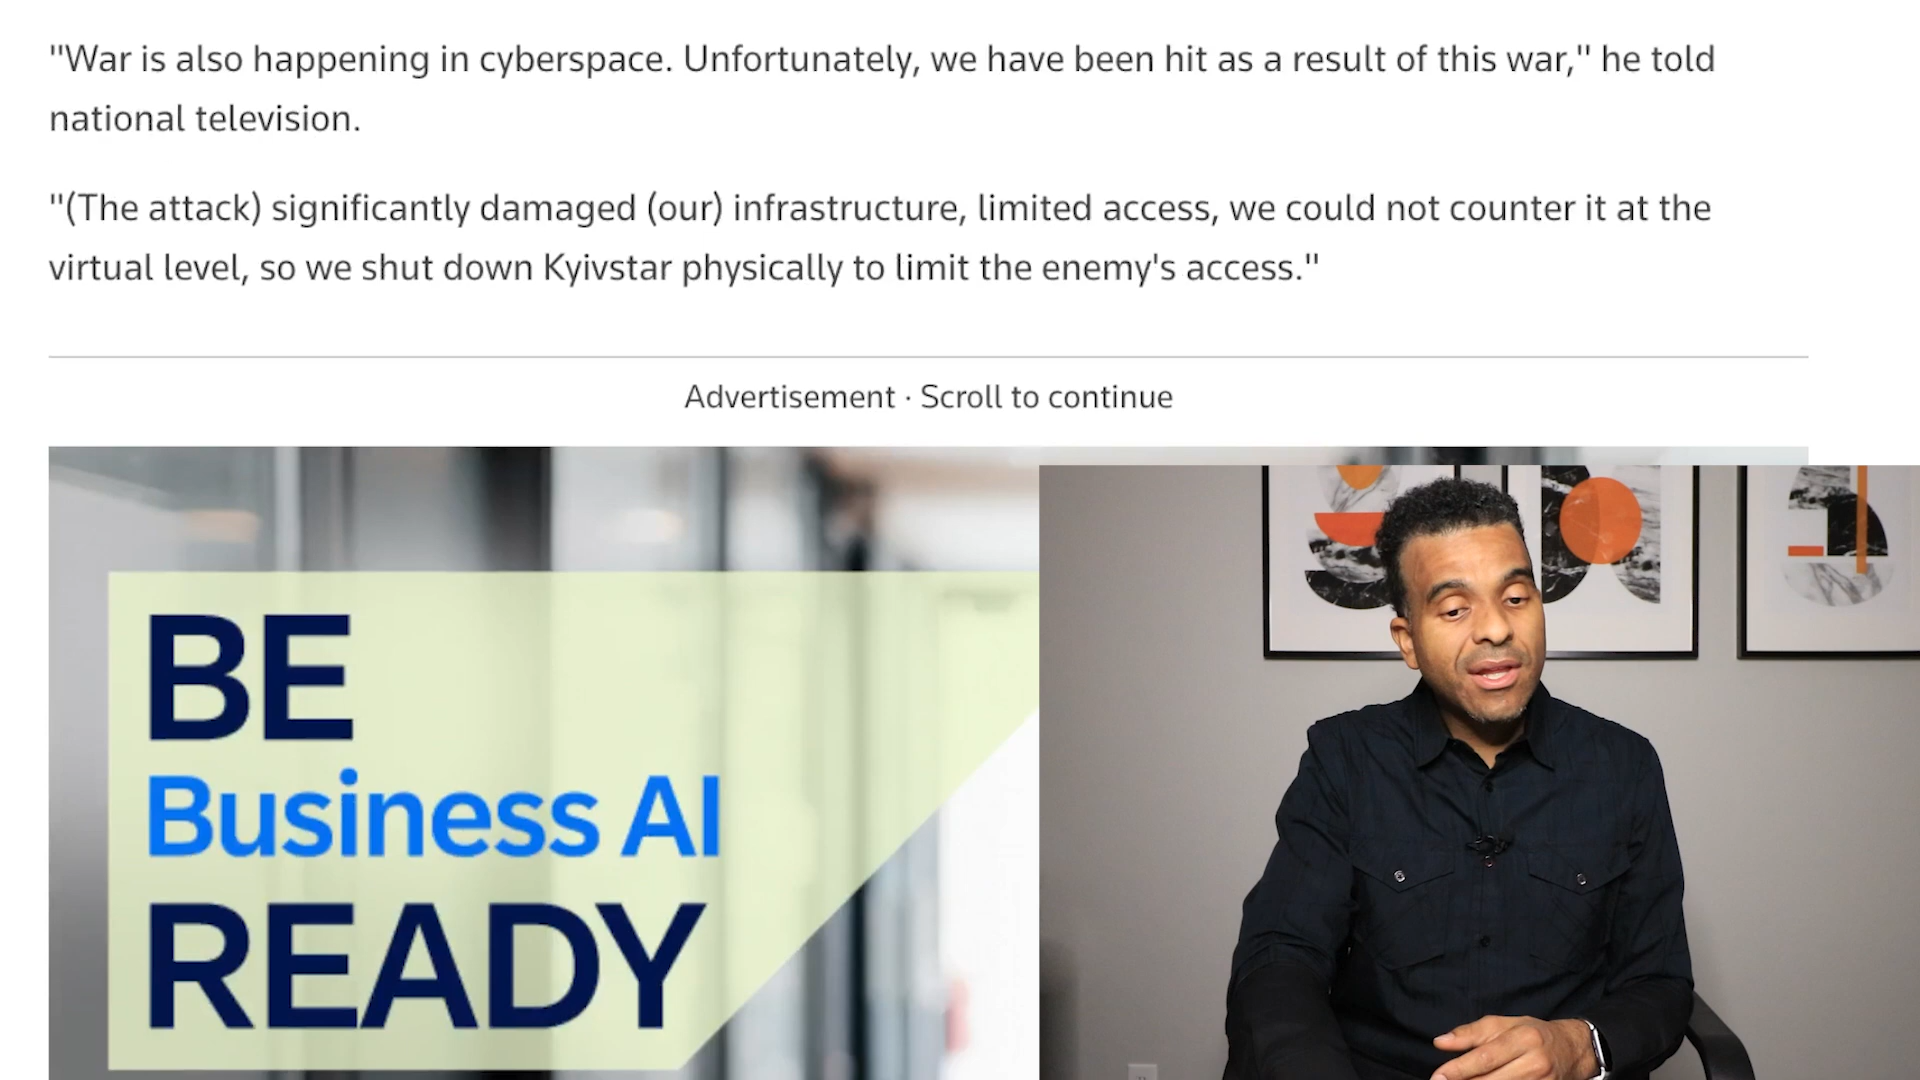 "War is also happening in cyberspace. Unfortunately, we have been hit as a result of this war," he told
national television.
"(The attack) significantly damaged (our) infrastructure, limited access, we could not counter it at the
virtual level, so we shut down Kyivstar physically to limit the enemy's access."
Advertisement · Scroll to continue
BE
Business AI
READY